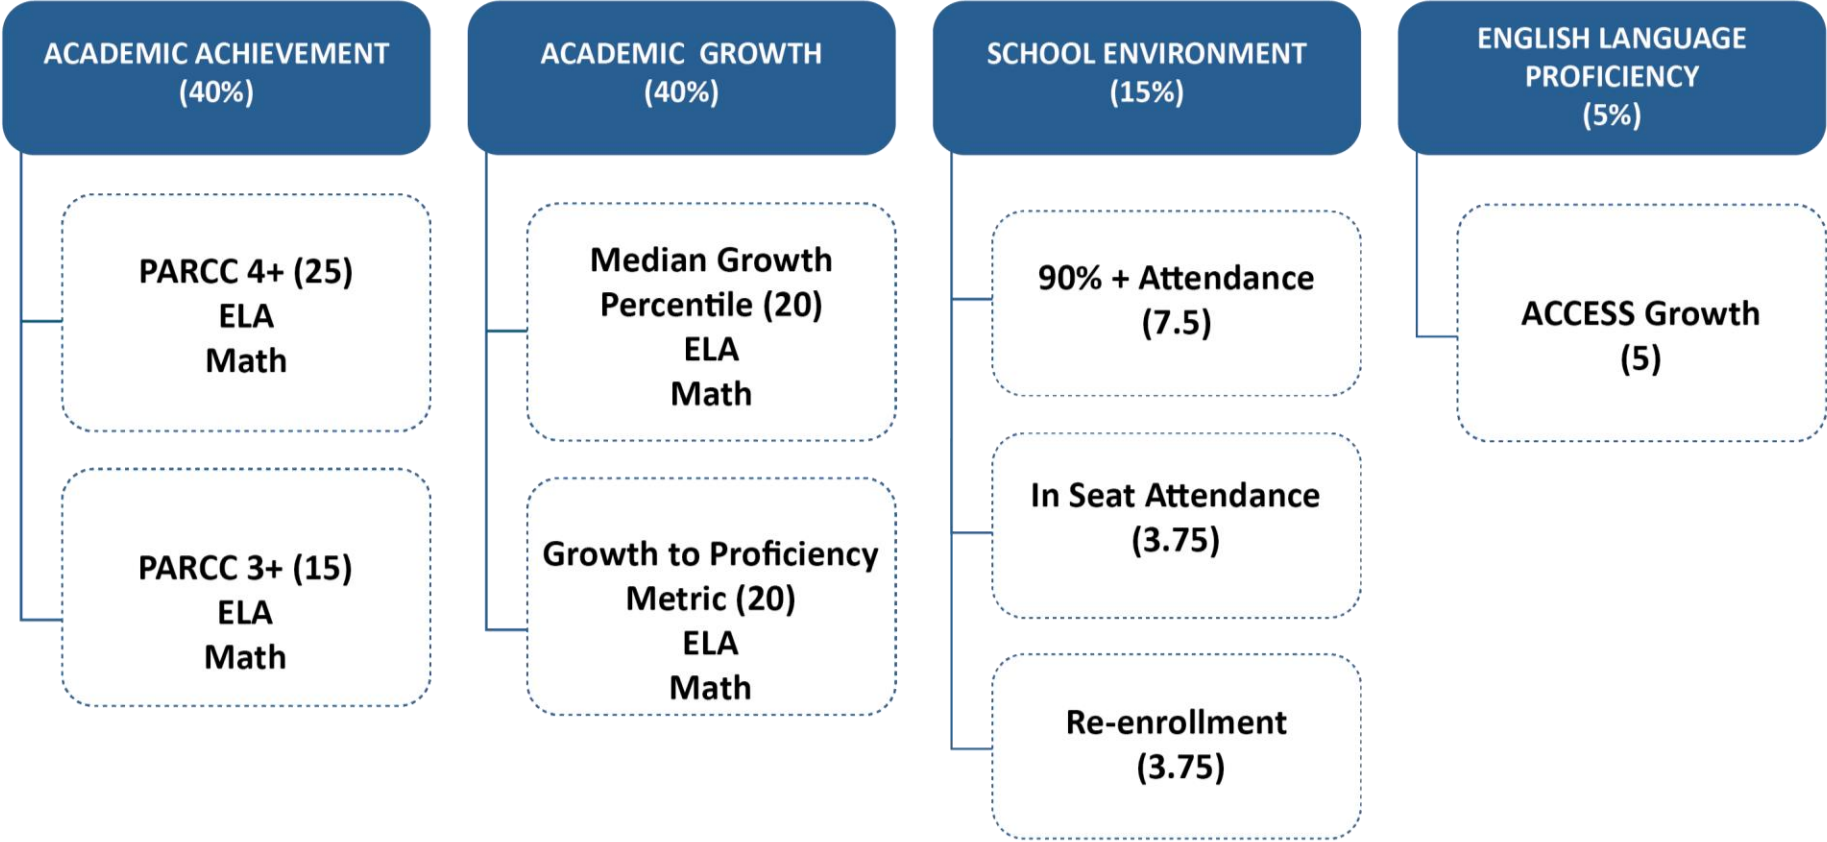 ACADEMIC ACHIEVEMENT
(40%)
PARCC 4+ (25)
ELA
Math
PARCC 3+ (15)
ELA
Math
ACADEMIC GROWTH
(40%)
Median Growth
Percentile (20)
ELA
Math
Growth to Proficiency
Metric (20)
ELA
Math
SCHOOL ENVIRONMENT
(15%)
90% + Attendance
(7.5)
In Seat Attendance
(3.75)
Re-enrollment
(3.75)
ENGLISH LANGUAGE
PROFICIENCY
(5%)
ACCESS Growth
(5)